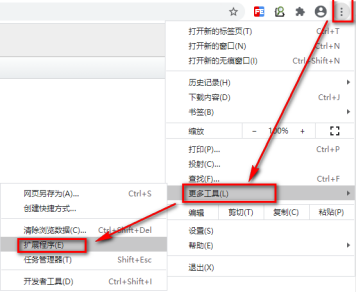 FE
打开新的标签页(T) Ctrl+T
打开新的窗口(N) Ctrl+N
打开新的无痕窗口(I) Ctrl+Shift+N
历史记录(H)
下载内容(D) Ctrl+J
书签(B)
缩放 - 100% +
打印(P)... Ctrl+P
投射(C)...
查找(F)... Ctrl+F
更多工具(L)
编辑 剪切(T) 复制(C) 粘贴(P)
设置(S)
帮助(E)
退出(X)
网页另存为(A)... Ctrl+S
创建快捷方式...
清除浏览数据(C)... Ctrl+Shift+Del
扩展程序(E)
任务管理器(T) Shift+Esc
开发者工具(D) Ctrl+Shift+I